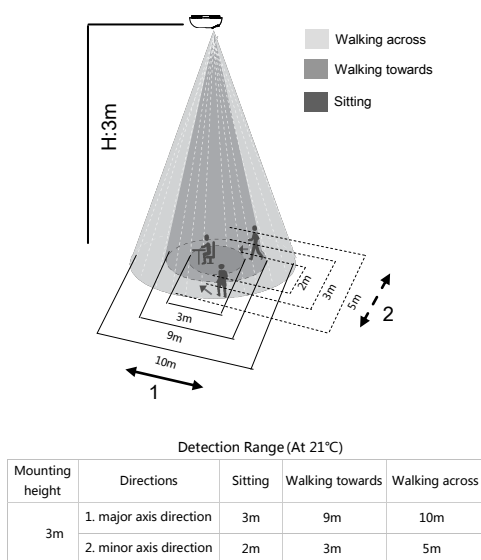 Walking across
Walking towards
Sitting
H:3m
2m
3m
5m
2
3m
9m
10m
1
Detection Range (At 21℃)
Mounting height Directions Sitting Walking towards Walking across
3m 1. major axis direction 3m 9m 10m
2. minor axis direction 2m 3m 5m